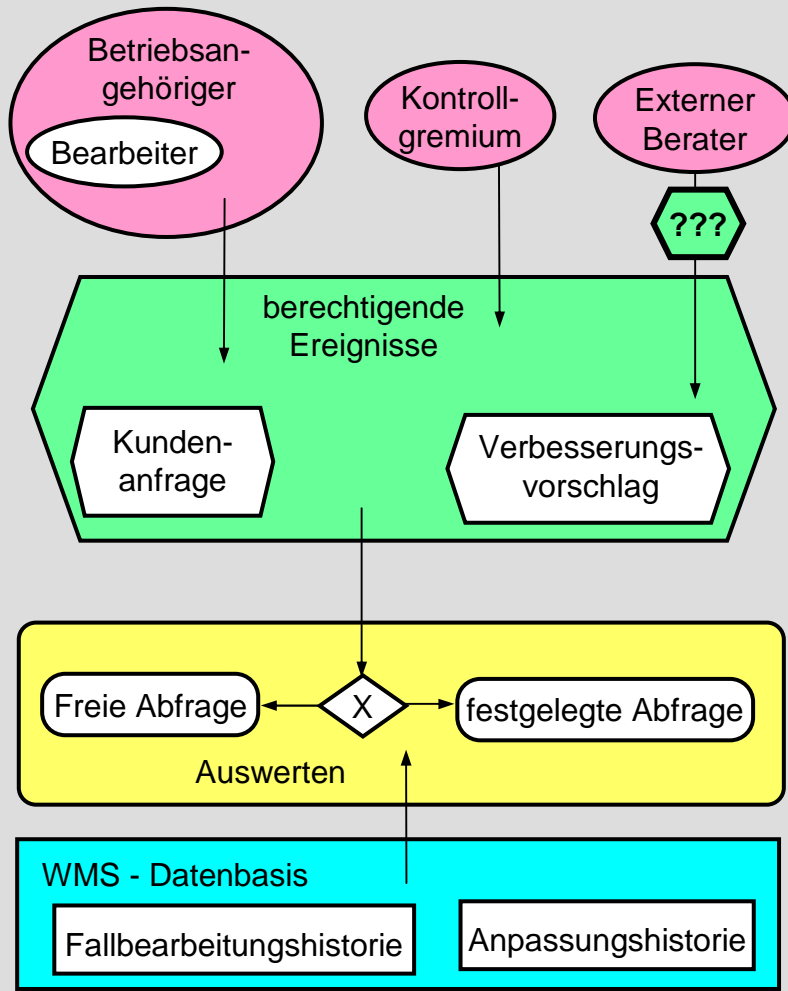 Betriebsan-
gehöriger
Bearbeiter
Kontroll-
gremium
Externer
Berater
???
berechtigende
Ereignisse
Kunden-
anfrage
Verbesserungs-
vorschlag
Freie Abfrage
X
festgelegte Abfrage
Auswerten
WMS - Datenbasis
Fallbearbeitungshistorie
Anpassungshistorie